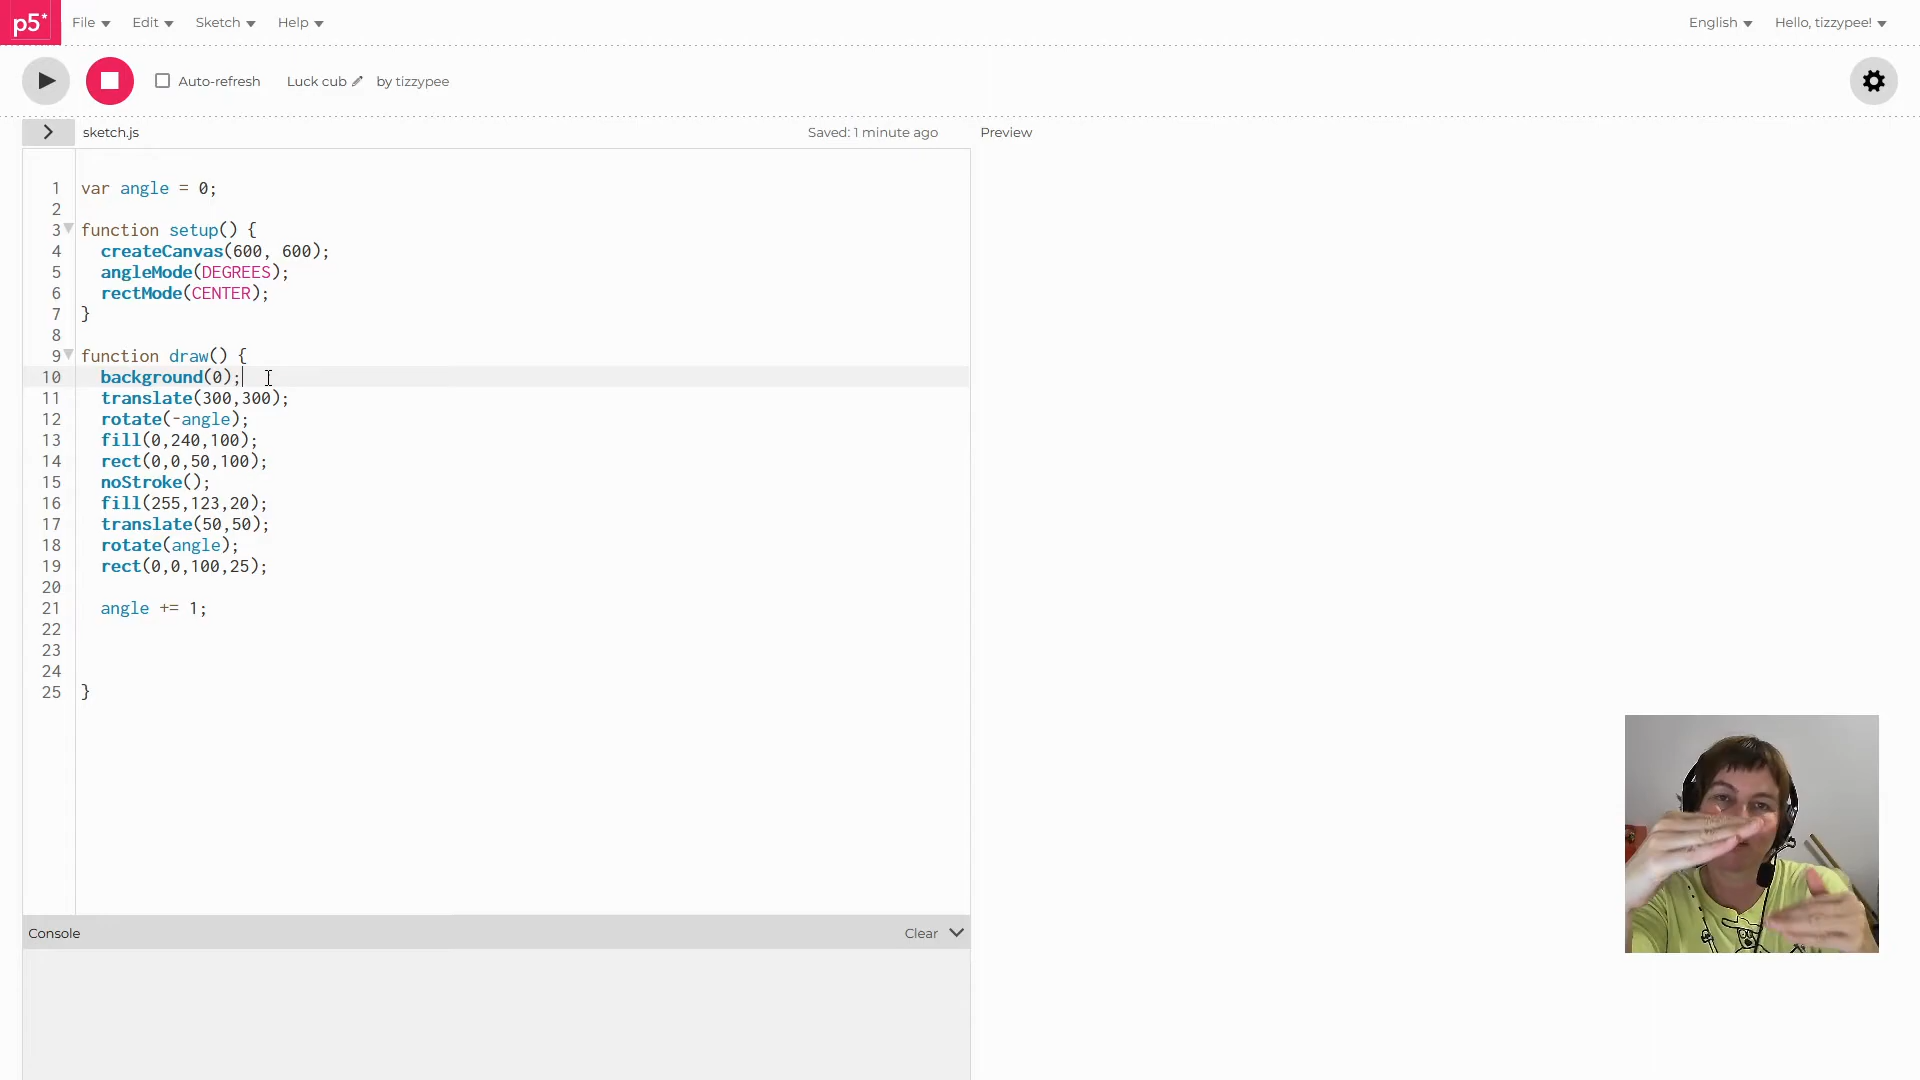 p5* File Edit Sketch Help English Hello, tizzypee!
Auto-refresh Luck cub by tizzypee
sketch.js Saved: 1 minute ago Preview
1 var angle = 0;
2
3 function setup() {
4 createCanvas(600, 600);
5 angleMode(DEGREES);
6 rectMode(CENTER);
7 }
8
9 function draw() {
10 background(0);
11 translate(300,300);
12 rotate(-angle);
13 fill(0,240,100);
14 rect(0,0,50,100);
15 noStroke();
16 fill(255,123,20);
17 translate(50,50);
18 rotate(angle);
19 rect(0,0,100,25);
20
21 angle += 1;
22
23
24
25 }
Console Clear